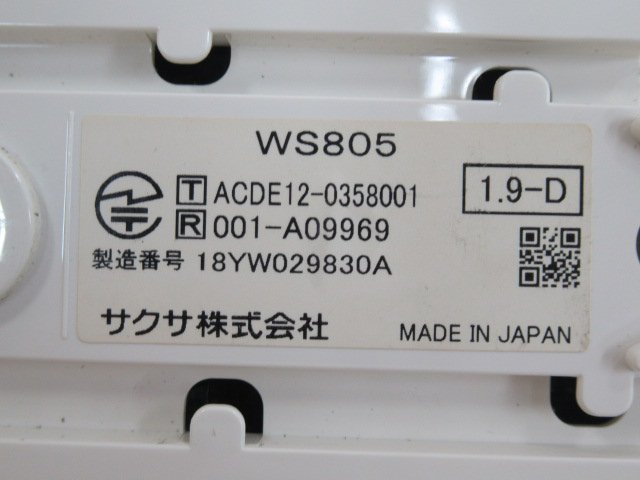 WS805
T ACDE12-0358001
1.9-D
R 001-A09969
製造番号 18YW029830A
サクサ株式会社
MADE IN JAPAN